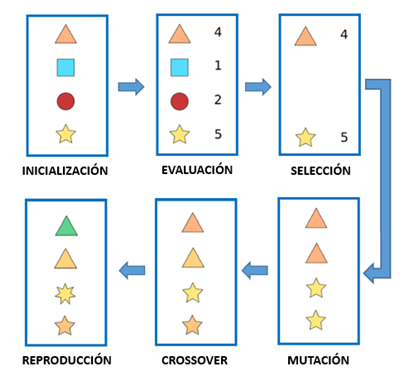 4
1
2
5
4
5
INICIALIZACIÓN
EVALUACIÓN
SELECCIÓN
REPRODUCCIÓN
CROSSOVER
MUTACIÓN